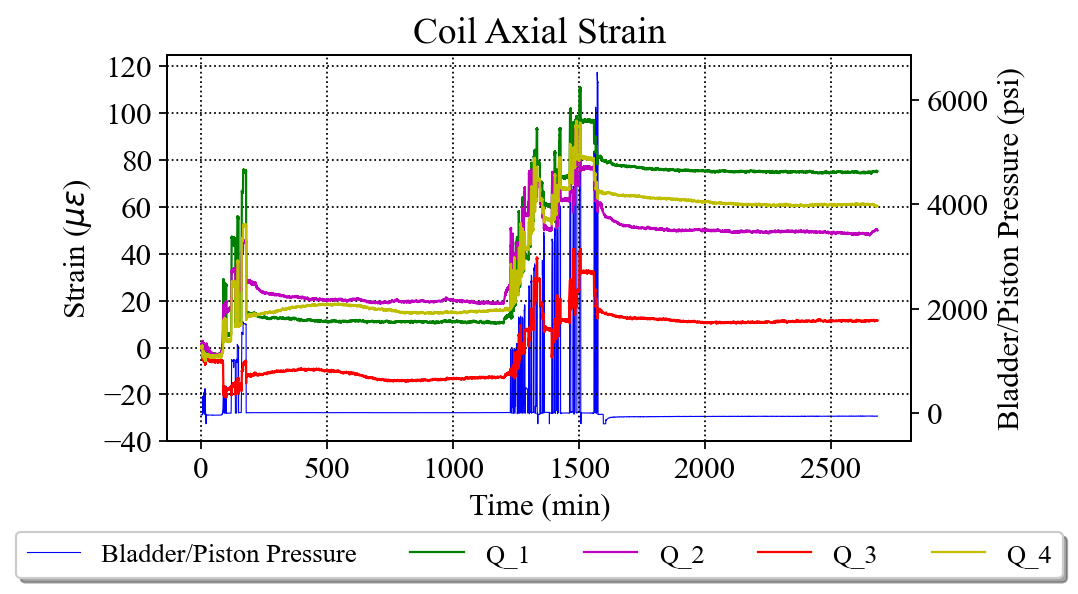 Coil Axial Strain
Strain (με)
120
100
80
60
40
20
0
−20
−40
6000
4000
2000
0
Bladder/Piston Pressure (psi)
0 500 1000 1500 2000 2500
Time (min)
Bladder/Piston Pressure Q_1 Q_2 Q_3 Q_4